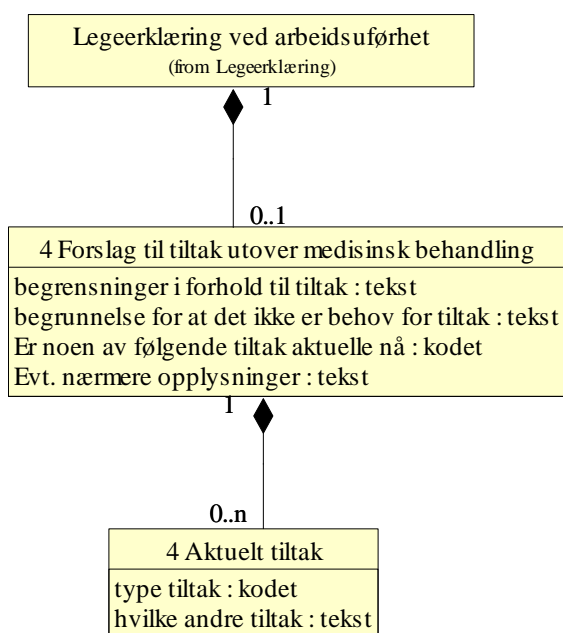 Legeerklæring ved arbeidsuførhet
(from Legeerklæring)
1
0..1
4 Forslag til tiltak utover medisinsk behandling
begrensninger i forhold til tiltak : tekst
begrunnelse for at det ikke er behov for tiltak : tekst
Er noen av følgende tiltak aktuelle nå : kodet
Evt. nærmere opplysninger : tekst
1
0..n
4 Aktuelt tiltak
type tiltak : kodet
hvilke andre tiltak : tekst